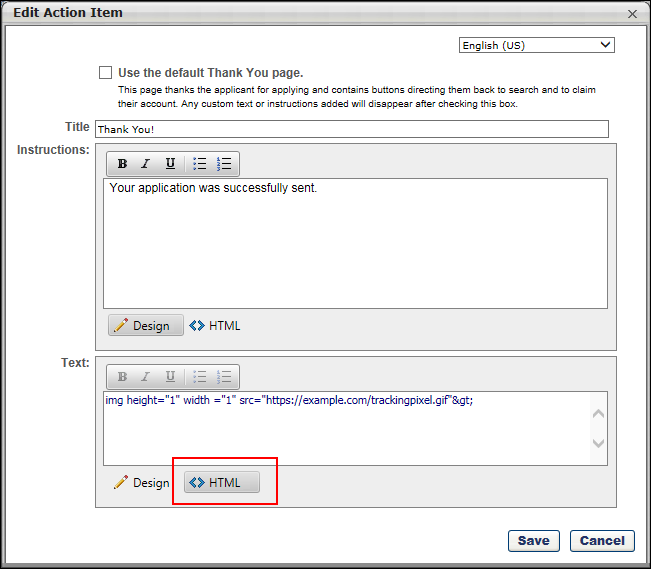 Edit Action Item
English (US)
Use the default Thank You page.
This page thanks the applicant for applying and contains buttons directing them back to search and to claim
their account. Any custom text or instructions added will disappear after checking this box.
Title
Thank You!
Instructions:
B I U
Your application was successfully sent.
Design HTML
Text:
B I U
img height="1" width ="1" src="https://example.com/trackingpixel.gif"&gt;
Design HTML
Save Cancel